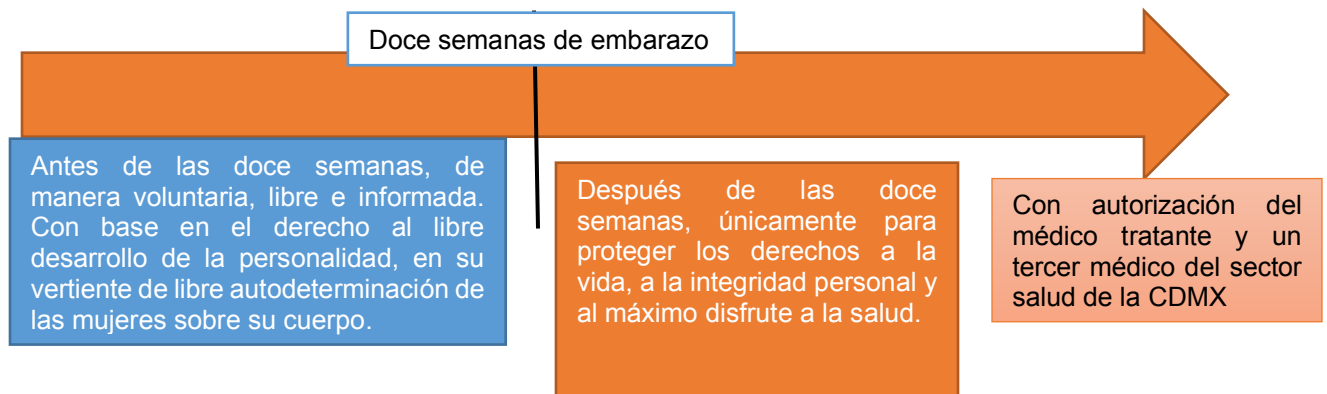 Doce semanas de embarazo
Antes de las doce semanas, de
manera voluntaria, libre e informada.
Con base en el derecho al libre
desarrollo de la personalidad, en su
vertiente de libre autodeterminación de
las mujeres sobre su cuerpo.
Después de las doce
semanas, únicamente para
proteger los derechos a la
vida, a la integridad personal y
al máximo disfrute a la salud.
Con autorización del
médico tratante y un
tercer médico del sector
salud de la CDMX